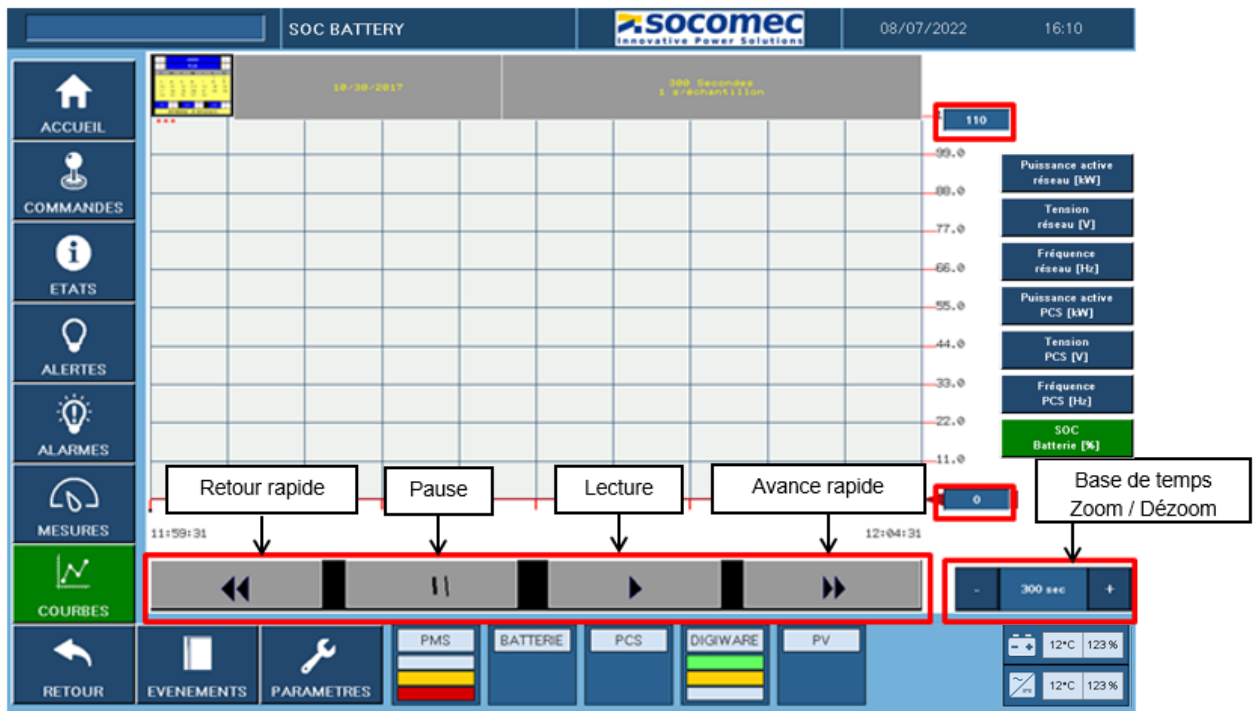 SOC BATTERY
socomec
Innovative Power Solutions
08/07/2022
16:10
ACCUEIL
COMMANDES
ETATS
ALERTES
ALARMES
MESURES
COURBES
RETOUR
10/30/2017
300 Secondes
1 s/échantillon
110
99.0
88.0
77.0
66.0
55.0
44.0
33.0
22.0
11.0
0
Puissance active
réseau [kW]
Tension
réseau [V]
Fréquence
réseau [Hz]
Puissance active
PCS [kW]
Tension
PCS [V]
Fréquence
PCS [Hz]
SOC
Batterie [%]
Retour rapide
Pause
Lecture
Avance rapide
Base de temps
Zoom / Dézoom
11:59:31
12:04:31
- 300 sec +
EVENEMENTS
PARAMETRES
PMS
BATTERIE
PCS
DIGIWARE
PV
12°C 123 %
12°C 123 %